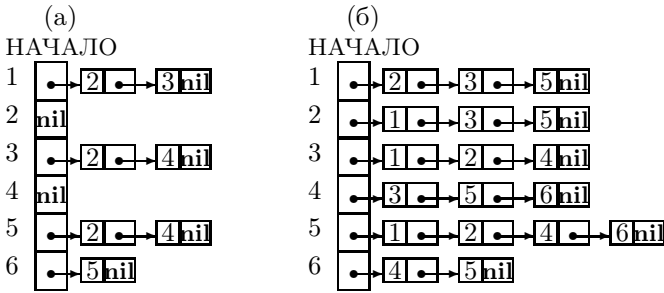 (а) (б)
НАЧАЛО НАЧАЛО
1 2 3 nil 1 2 3 5 nil
2 nil 2 1 3 5 nil
3 2 4 nil 3 1 2 4 nil
4 nil 4 3 5 6 nil
5 2 4 nil 5 1 2 4 6 nil
6 5 nil 6 4 5 nil